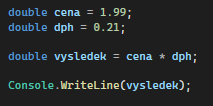 double cena = 1.99;
double dph = 0.21;
double vysledek = cena * dph;
Console.WriteLine(vysledek);